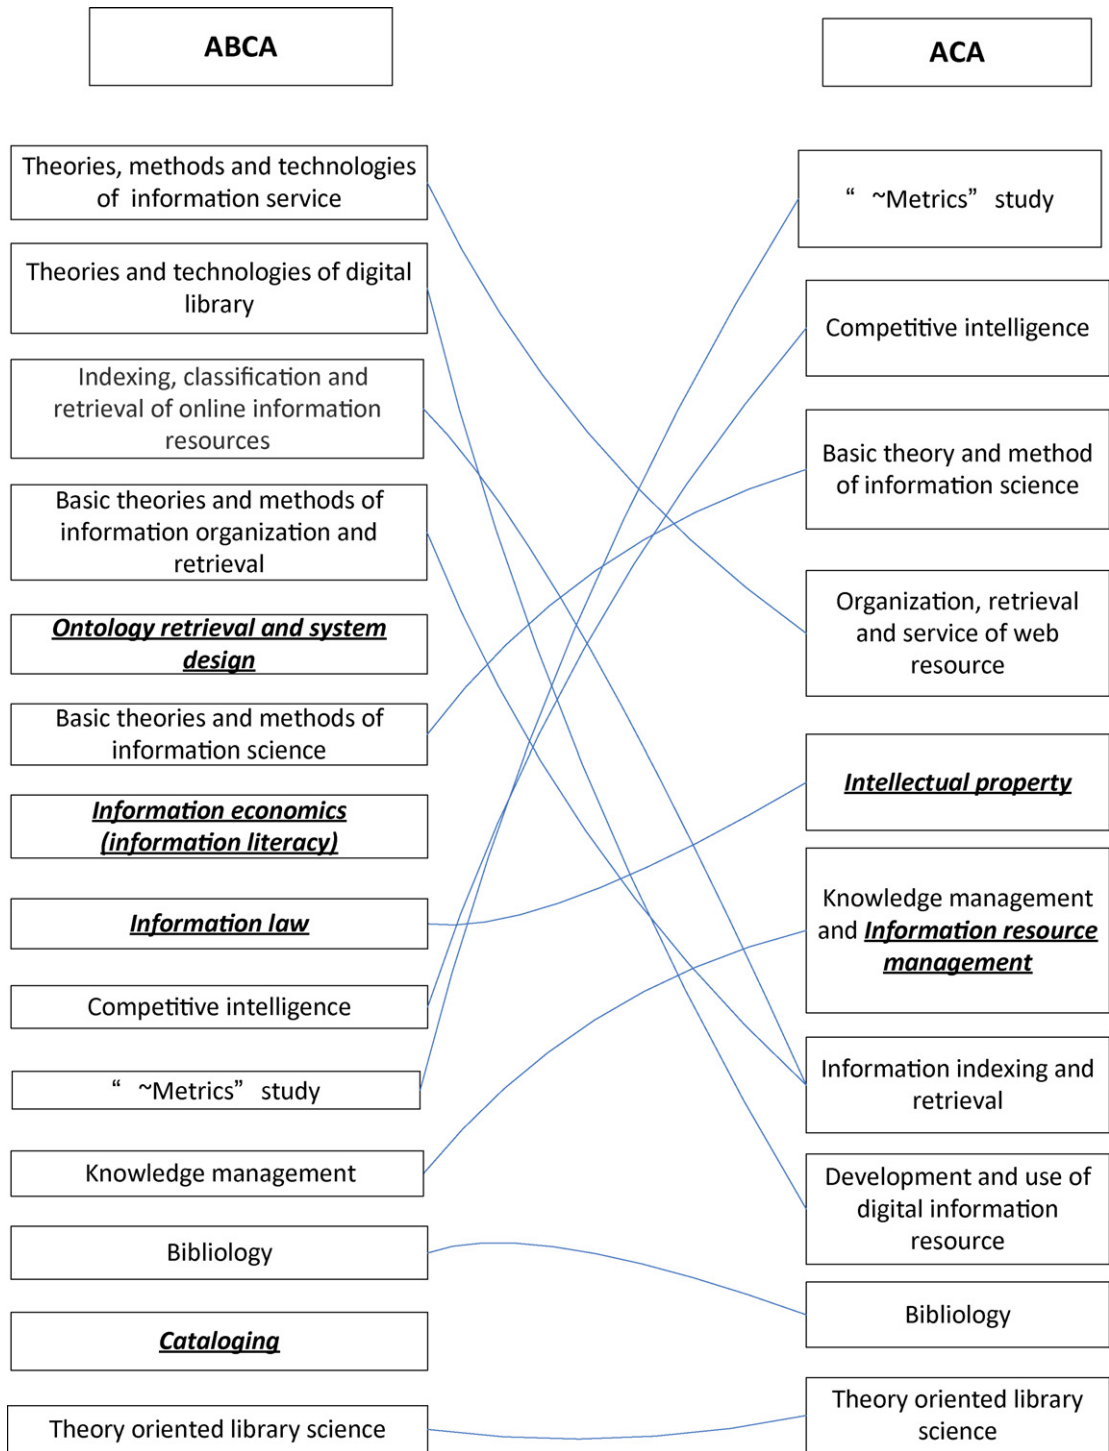 ABCA
Theories, methods and technologies
of information service
Theories and technologies of digital
library
Indexing, classification and
retrieval of online information
resources
Basic theories and methods of
information organization and
retrieval
Ontology retrieval and system
design
Basic theories and methods of
information science
Information economics
(information literacy)
Information law
Competitive intelligence
“ ~Metrics” study
Knowledge management
Bibliology
Cataloging
Theory oriented library science
ACA
“ ~Metrics” study
Competitive intelligence
Basic theory and method
of information science
Organization, retrieval
and service of web
resource
Intellectual property
Knowledge management
and Information resource
management
Information indexing and
retrieval
Development and use of
digital information
resource
Bibliology
Theory oriented library
science